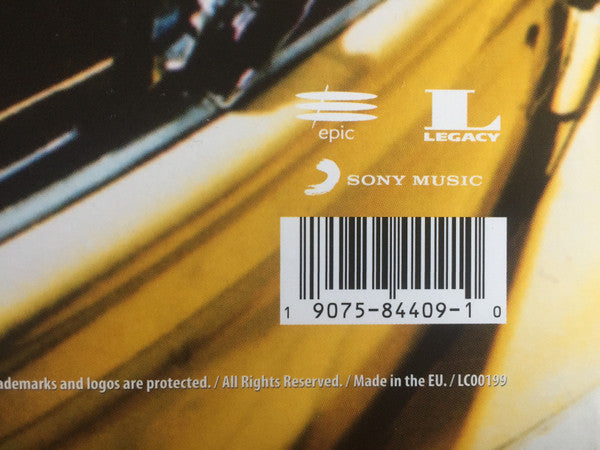 epic
L
LEGACY
SONY MUSIC
1 9075-84409-1 0
ademarks and logos are protected. / All Rights Reserved. / Made in the EU. / LC00199